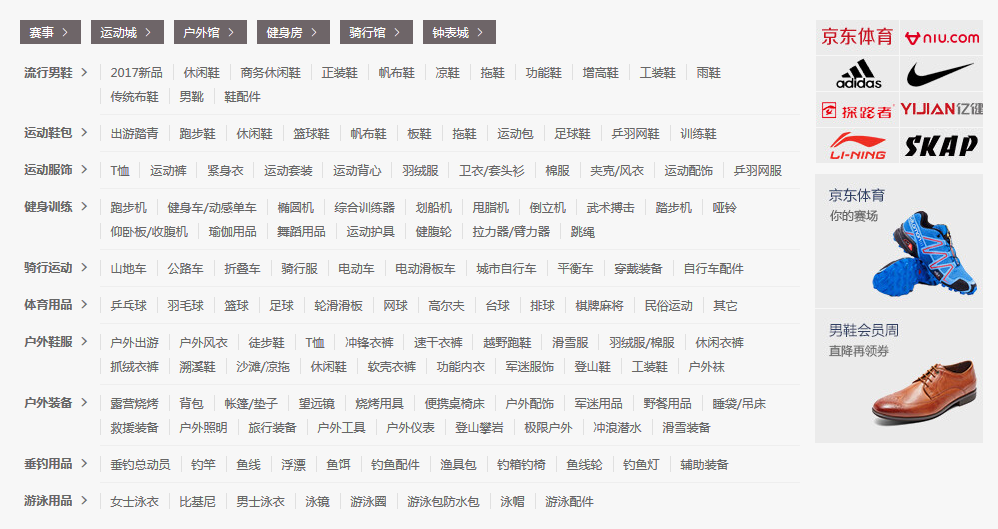 赛事 > 运动城 > 户外馆 > 健身房 > 骑行馆 > 钟表城 >
流行男鞋 > 2017新品 休闲鞋 商务休闲鞋 正装鞋 帆布鞋 凉鞋 拖鞋 功能鞋 增高鞋 工装鞋 雨鞋
传统布鞋 男靴 鞋配件
运动鞋包 > 出游踏青 跑步鞋 休闲鞋 篮球鞋 帆布鞋 板鞋 拖鞋 运动包 足球鞋 乒羽网鞋 训练鞋
运动服饰 > T恤 运动裤 紧身衣 运动套装 运动背心 羽绒服 卫衣/套头衫 棉服 夹克/风衣 运动配饰 乒羽网服
健身训练 > 跑步机 健身车/动感单车 椭圆机 综合训练器 划船机 甩脂机 倒立机 武术搏击 踏步机 哑铃
仰卧板/收腹机 瑜伽用品 舞蹈用品 运动护具 健腹轮 拉力器/臂力器 跳绳
骑行运动 > 山地车 公路车 折叠车 骑行服 电动车 电动滑板车 城市自行车 平衡车 穿戴装备 自行车配件
体育用品 > 乒乓球 羽毛球 篮球 足球 轮滑滑板 网球 高尔夫 台球 排球 棋牌麻将 民俗运动 其它
户外鞋服 > 户外出游 户外风衣 徒步鞋 T恤 冲锋衣裤 速干衣裤 越野跑鞋 滑雪服 羽绒服/棉服 休闲衣裤
抓绒衣裤 溯溪鞋 沙滩/凉拖 休闲鞋 软壳衣裤 功能内衣 军迷服饰 登山鞋 工装鞋 户外袜
户外装备 > 露营烧烤 背包 帐篷/垫子 望远镜 烧烤用具 便携桌椅床 户外配饰 军迷用品 野餐用品 睡袋/吊床
救援装备 户外照明 旅行装备 户外工具 户外仪表 登山攀岩 极限户外 冲浪潜水 滑雪装备
垂钓用品 > 垂钓总动员 钓竿 鱼线 浮漂 鱼饵 钓鱼配件 渔具包 钓箱钓椅 鱼线轮 钓鱼灯 辅助装备
游泳用品 > 女士泳衣 比基尼 男士泳衣 泳镜 游泳圈 游泳包防水包 泳帽 游泳配件
京东体育 niu.com
adidas
探路者 YIJIAN亿健
LI-NING SKAP
京东体育
你的赛场
男鞋会员周
直降再领券